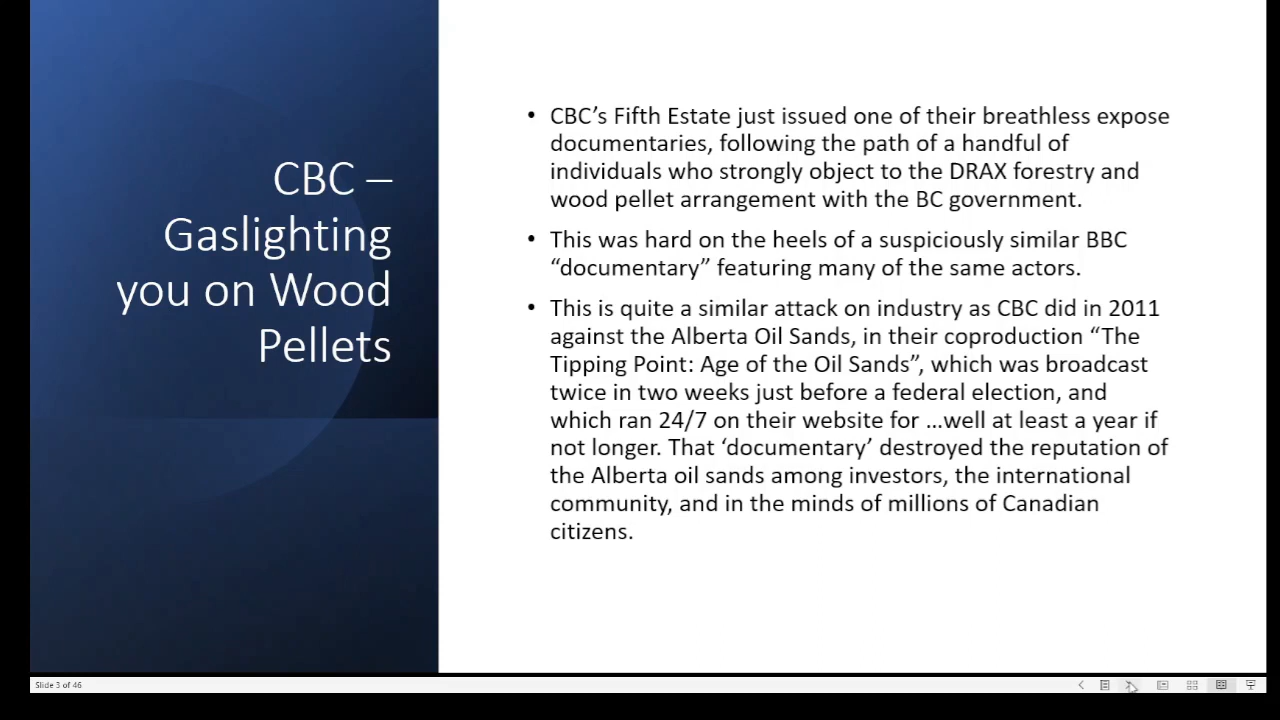 CBC –
Gaslighting
you on Wood
Pellets
• CBC’s Fifth Estate just issued one of their breathless expose
documentaries, following the path of a handful of
individuals who strongly object to the DRAX forestry and
wood pellet arrangement with the BC government.
• This was hard on the heels of a suspiciously similar BBC
“documentary” featuring many of the same actors.
• This is quite a similar attack on industry as CBC did in 2011
against the Alberta Oil Sands, in their coproduction “The
Tipping Point: Age of the Oil Sands”, which was broadcast
twice in two weeks just before a federal election, and
which ran 24/7 on their website for …well at least a year if
not longer. That ‘documentary’ destroyed the reputation of
the Alberta oil sands among investors, the international
community, and in the minds of millions of Canadian
citizens.
Slide 3 of 46